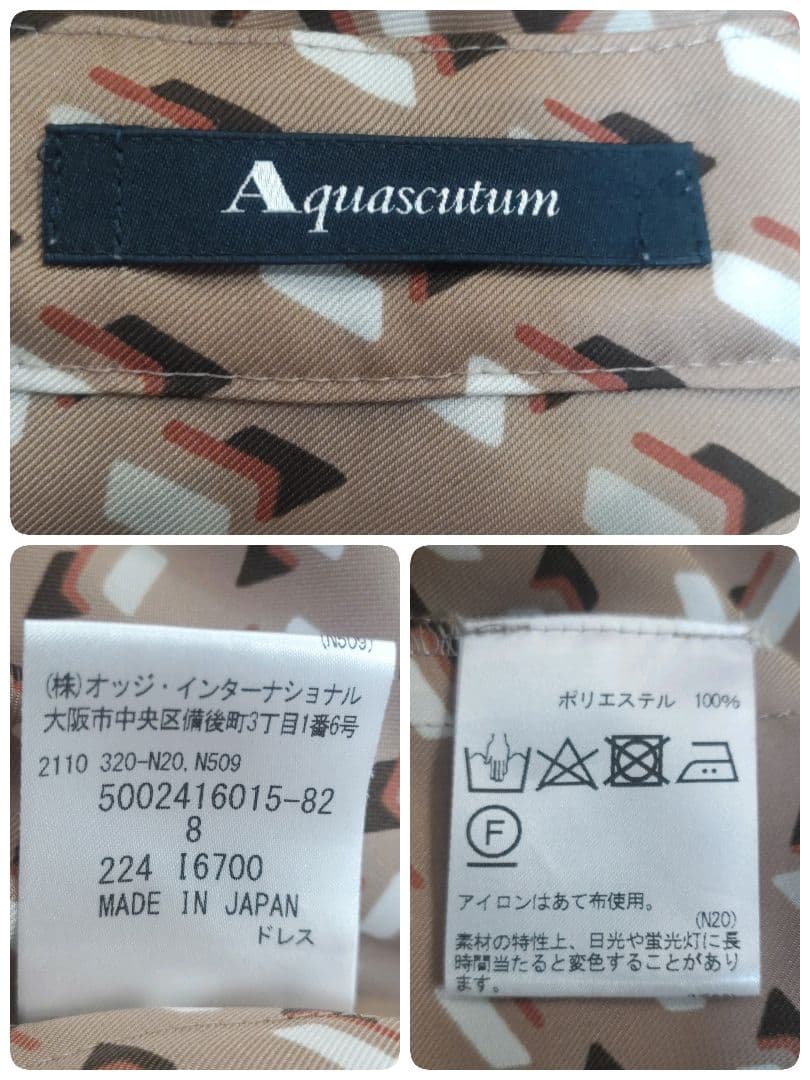 Aquascutum
(N509)
(株)オッジ・インターナショナル
大阪市中央区備後町3丁目1番6号
2110 320-N20, N509
5002416015-82
8
224 I6700
MADE IN JAPAN
ドレス
ポリエステル 100%
F
アイロンはあて布使用。
(N20)
素材の特性上、日光や蛍光灯に長
時間当たると変色することがあり
ます。